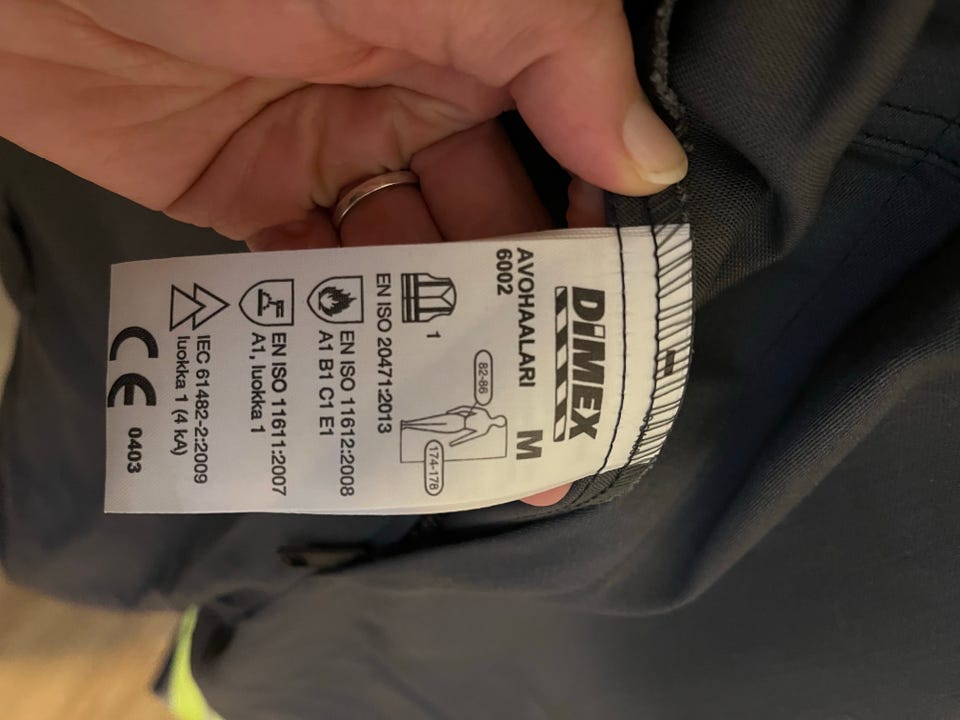 DiMEX
AVOHAALARI M
6002
82-86
174-178
1
EN ISO 20471:2013
EN ISO 11612:2008
A1 B1 C1 E1
EN ISO 11611:2007
A1, luokka 1
IEC 61482-2:2009
luokka 1 (4 kA)
CE 0403